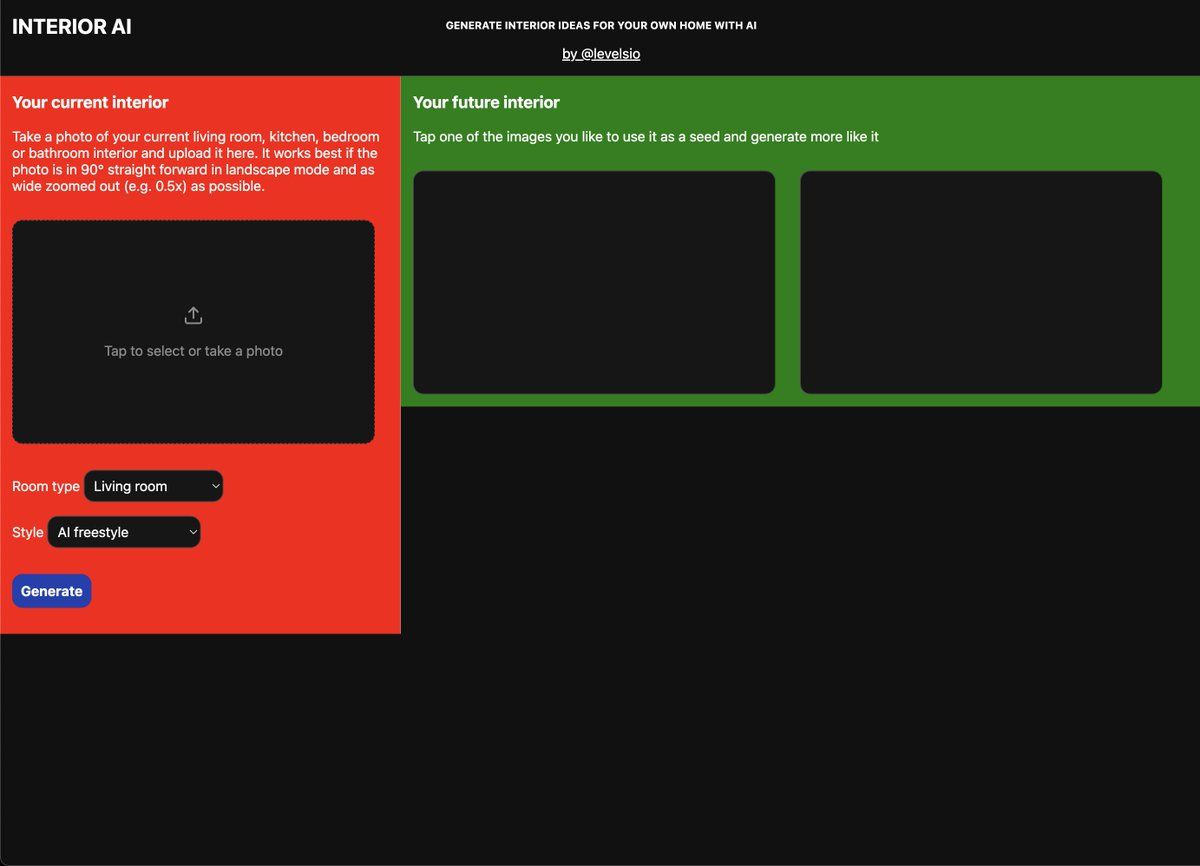 INTERIOR AI
GENERATE INTERIOR IDEAS FOR YOUR OWN HOME WITH AI
by @levelsio
Your current interior
Take a photo of your current living room, kitchen, bedroom
or bathroom interior and upload it here. It works best if the
photo is in 90° straight forward in landscape mode and as
wide zoomed out (e.g. 0.5x) as possible.
Tap to select or take a photo
Room type Living room
Style AI freestyle
Generate
Your future interior
Tap one of the images you like to use it as a seed and generate more like it